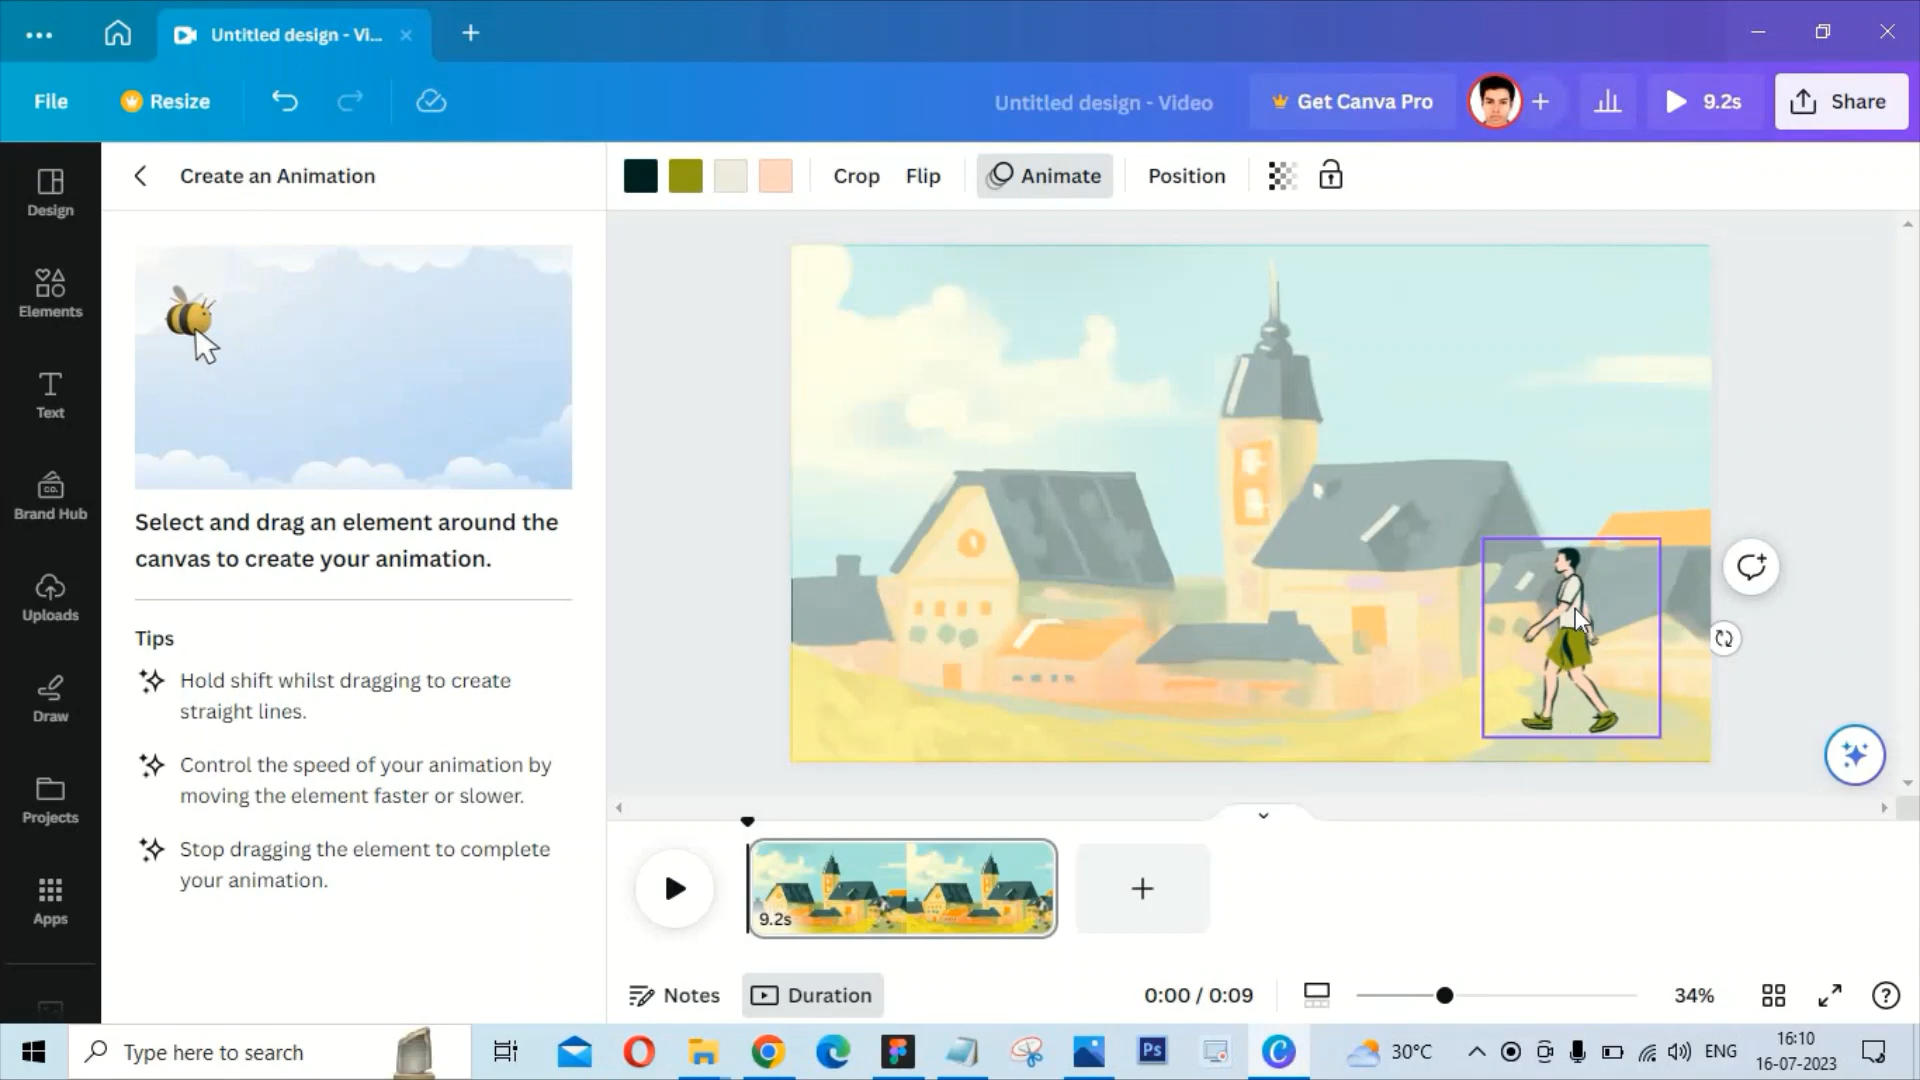 Untitled design - Vi...
File
Resize
Untitled design - Video
Get Canva Pro
9.2s
Share
Design
Elements
Text
Brand Hub
CO.
Uploads
Draw
Projects
Apps
Create an Animation
Select and drag an element around the
canvas to create your animation.
Tips
Hold shift whilst dragging to create
straight lines.
Control the speed of your animation by
moving the element faster or slower.
Stop dragging the element to complete
your animation.
Crop
Flip
Animate
Position
9.2s
Notes
Duration
0:00 / 0:09
34%
Type here to search
Ps
30°C
ENG
16:10
16-07-2023